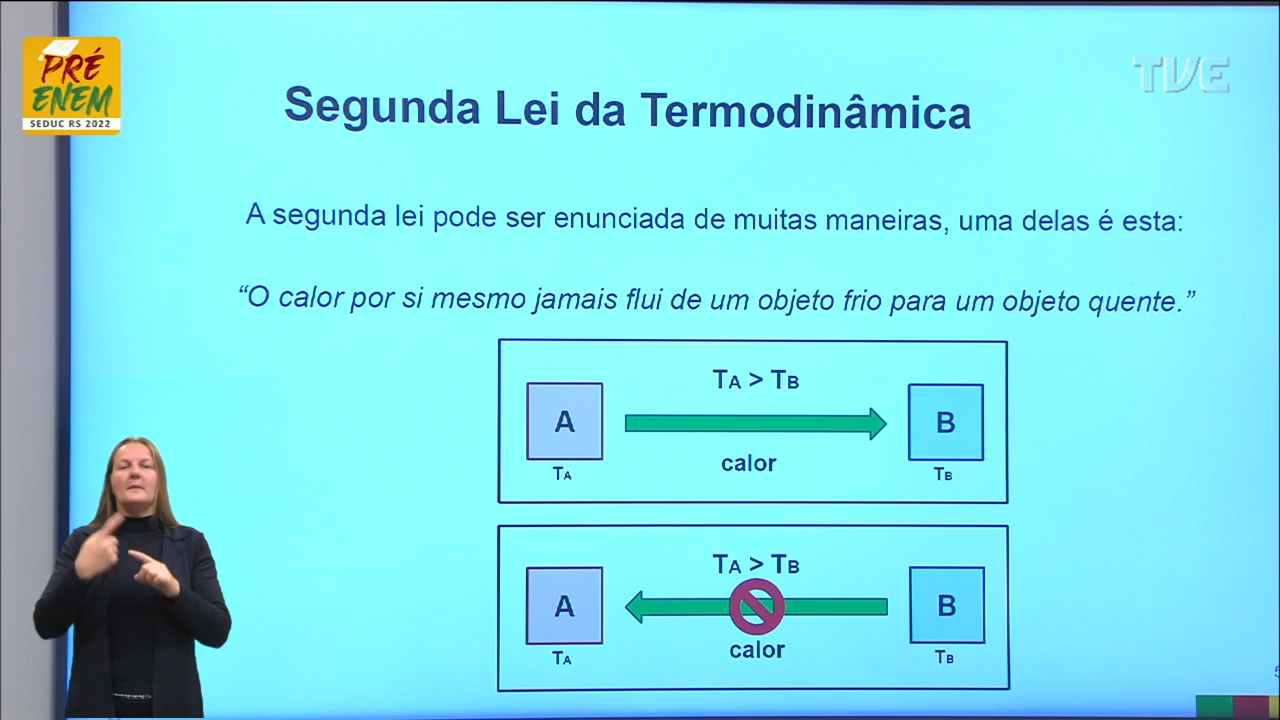 PRÉ
ENEM
SEDUC RS 2022
TVE
Segunda Lei da Termodinâmica
A segunda lei pode ser enunciada de muitas maneiras, uma delas é esta:
“O calor por si mesmo jamais flui de um objeto frio para um objeto quente.”
TA > TB
A
B
calor
TA
TB
TA > TB
A
B
calor
TA
TB